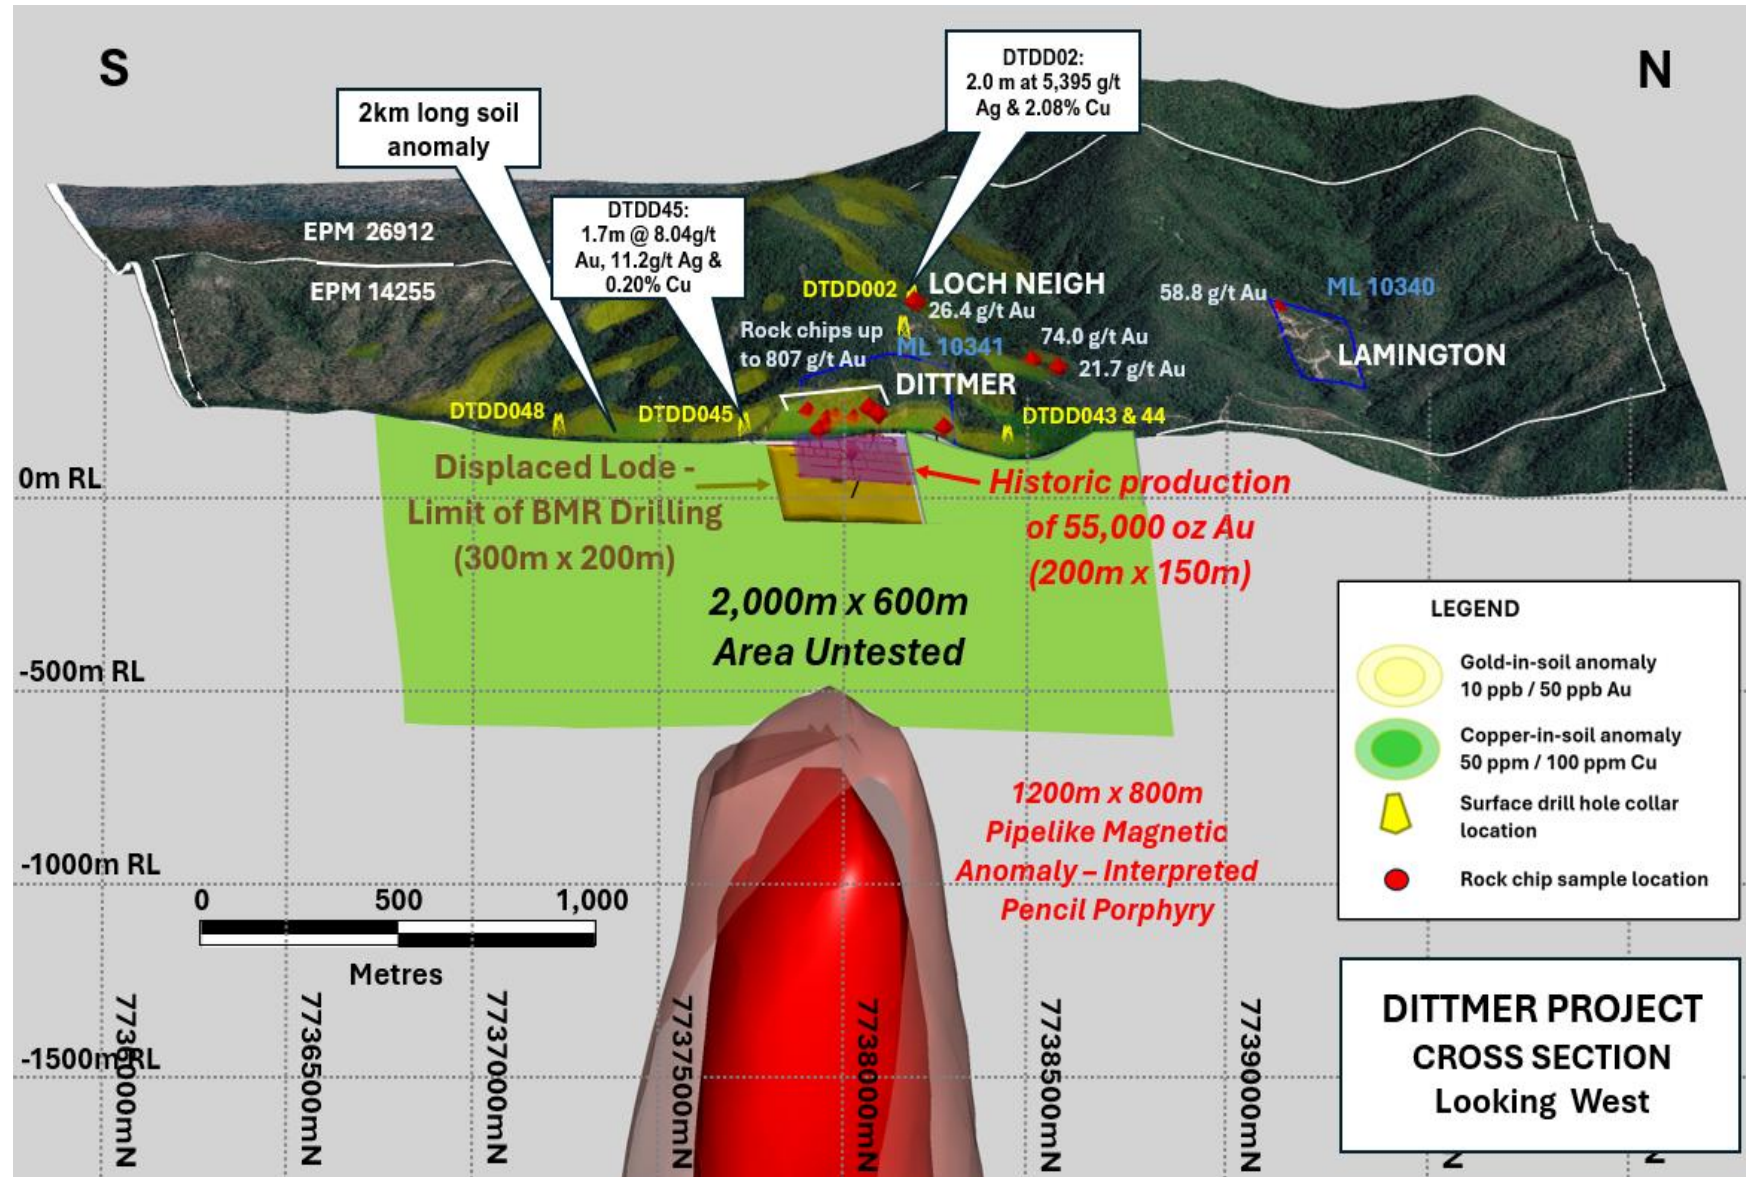 S
N
DTDD02:
2.0 m at 5,395 g/t
Ag & 2.08% Cu
2km long soil
anomaly
DTDD45:
1.7m @ 8.04g/t
Au, 11.2g/t Ag &
0.20% Cu
EPM 26912
EPM 14255
DTDD002
LOCH NEIGH
26.4 g/t Au
58.8 g/t Au
ML 10340
Rock chips up
to 807 g/t Au
ML 10341
74.0 g/t Au
21.7 g/t Au
LAMINGTON
DITTMER
DTDD048
DTDD045
DTDD043 & 44
Displaced Lode -
Limit of BMR Drilling
(300m x 200m)
Historic production
of 55,000 oz Au
(200m x 150m)
0m RL
2,000m x 600m
Area Untested
-500m RL
1200m x 800m
Pipelike Magnetic
Anomaly – Interpreted
Pencil Porphyry
-1000m RL
0 500 1,000
Metres
-1500m RL
7736000mN
7736500mN
7737000mN
7737500mN
7738000mN
7738500mN
7739000mN
N
N
LEGEND
Gold-in-soil anomaly
10 ppb / 50 ppb Au
Copper-in-soil anomaly
50 ppm / 100 ppm Cu
Surface drill hole collar
location
Rock chip sample location
DITTMER PROJECT
CROSS SECTION
Looking West